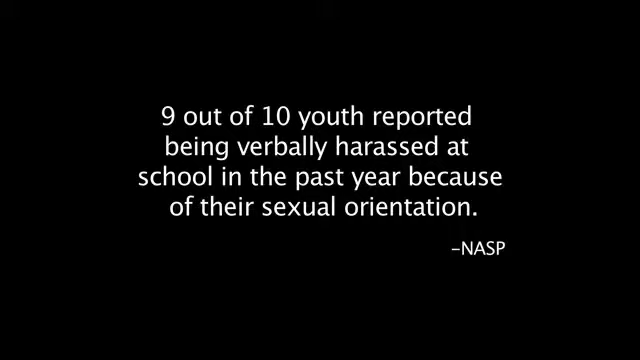 9 out of 10 youth reported
being verbally harassed at
school in the past year because
of their sexual orientation.
–NASP